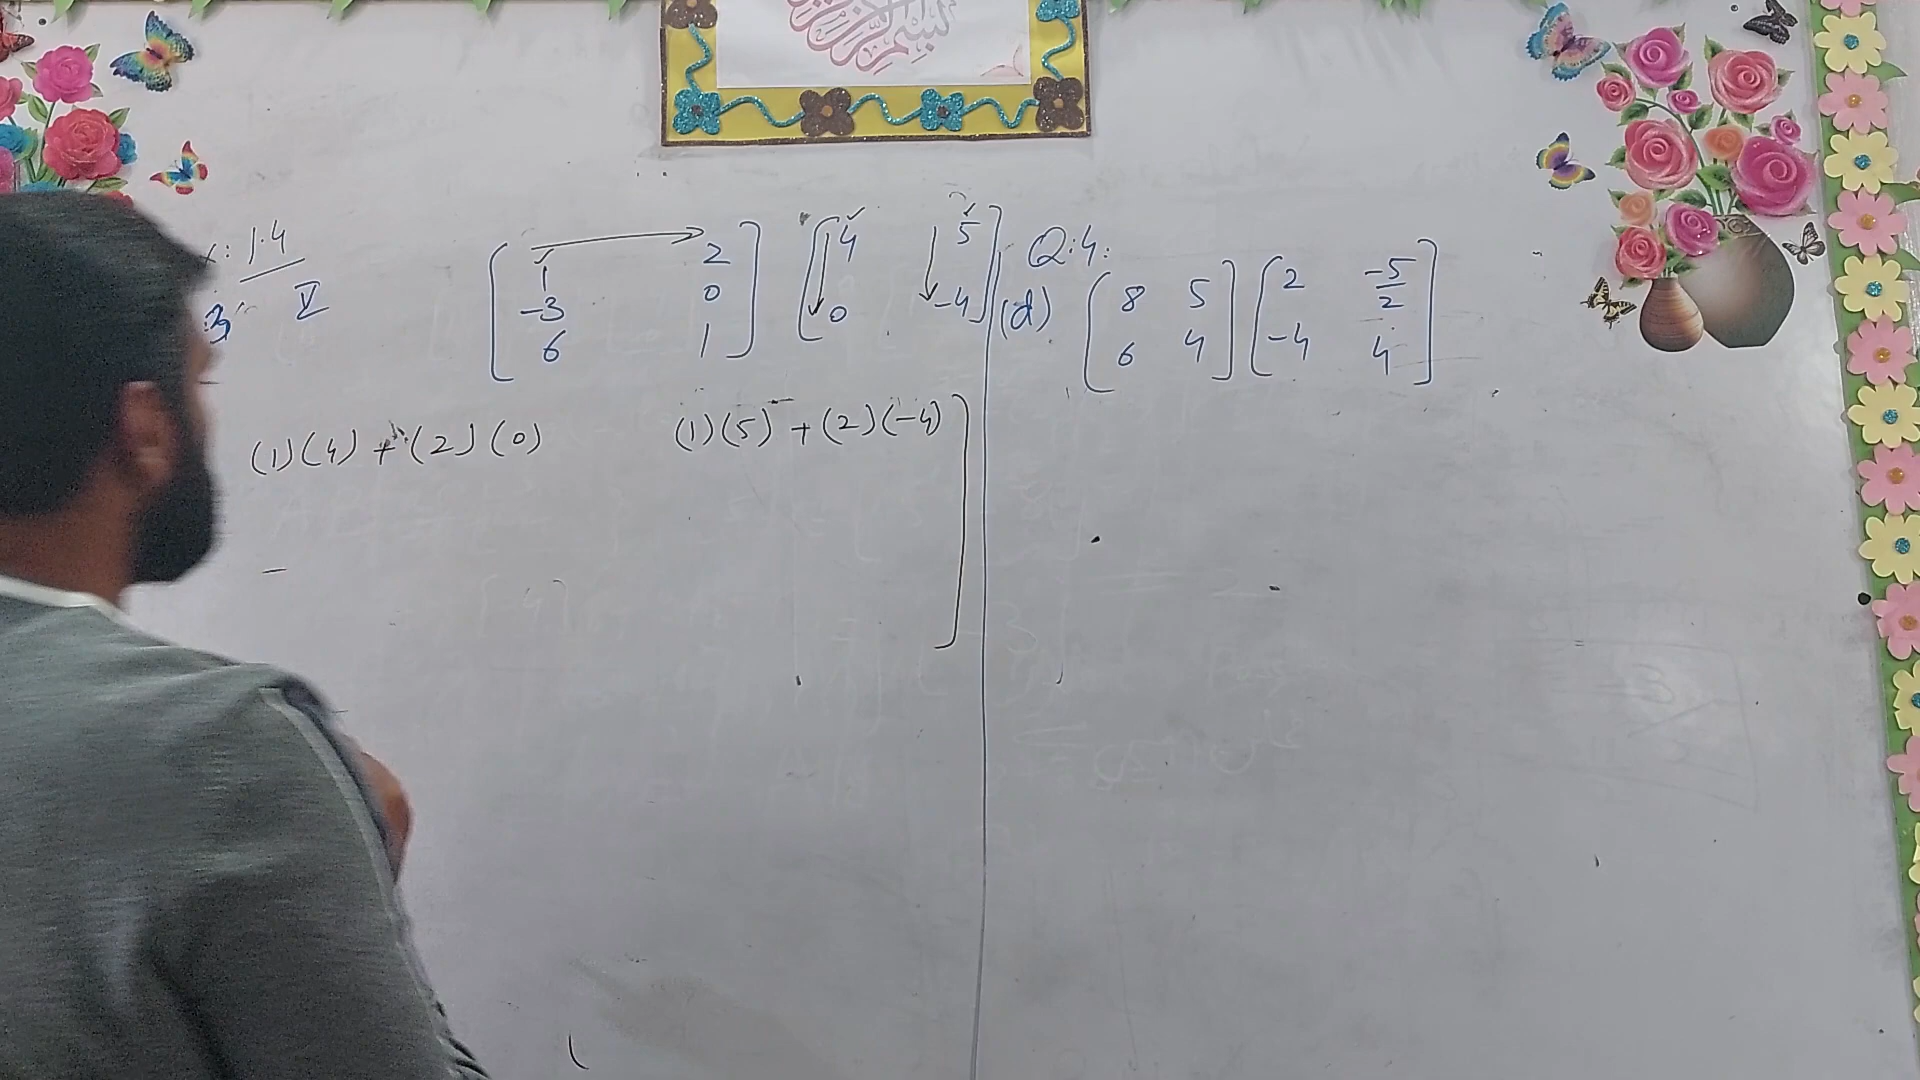 بسم
: 1.4
3 V
[1 2
-3 0
6 1] [4 5
0 -4]
(1)(4) + (2)(0) (1)(5) + (2)(-4)]
-
Q:4:
(d) [8 5
6 4] [2 -5/2
-4 4]